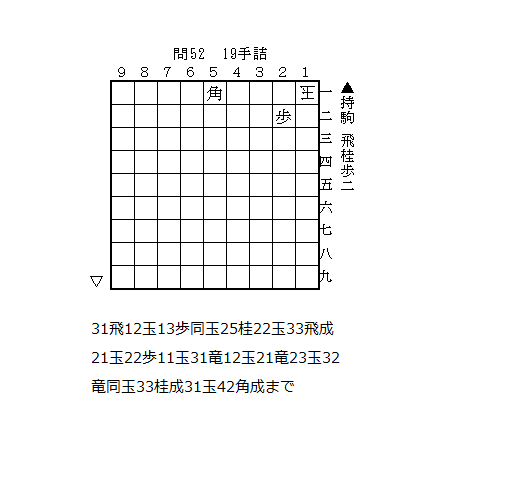 問52 19手詰
9 8 7 6 5 4 3 2 1
角 王 一
歩 二
三
四
五
六
七
八
九
▲持駒 飛桂歩二
▽
31飛12玉13歩同玉25桂22玉33飛成
21玉22歩11玉31竜12玉21竜23玉32
竜同玉33桂成31玉42角成まで